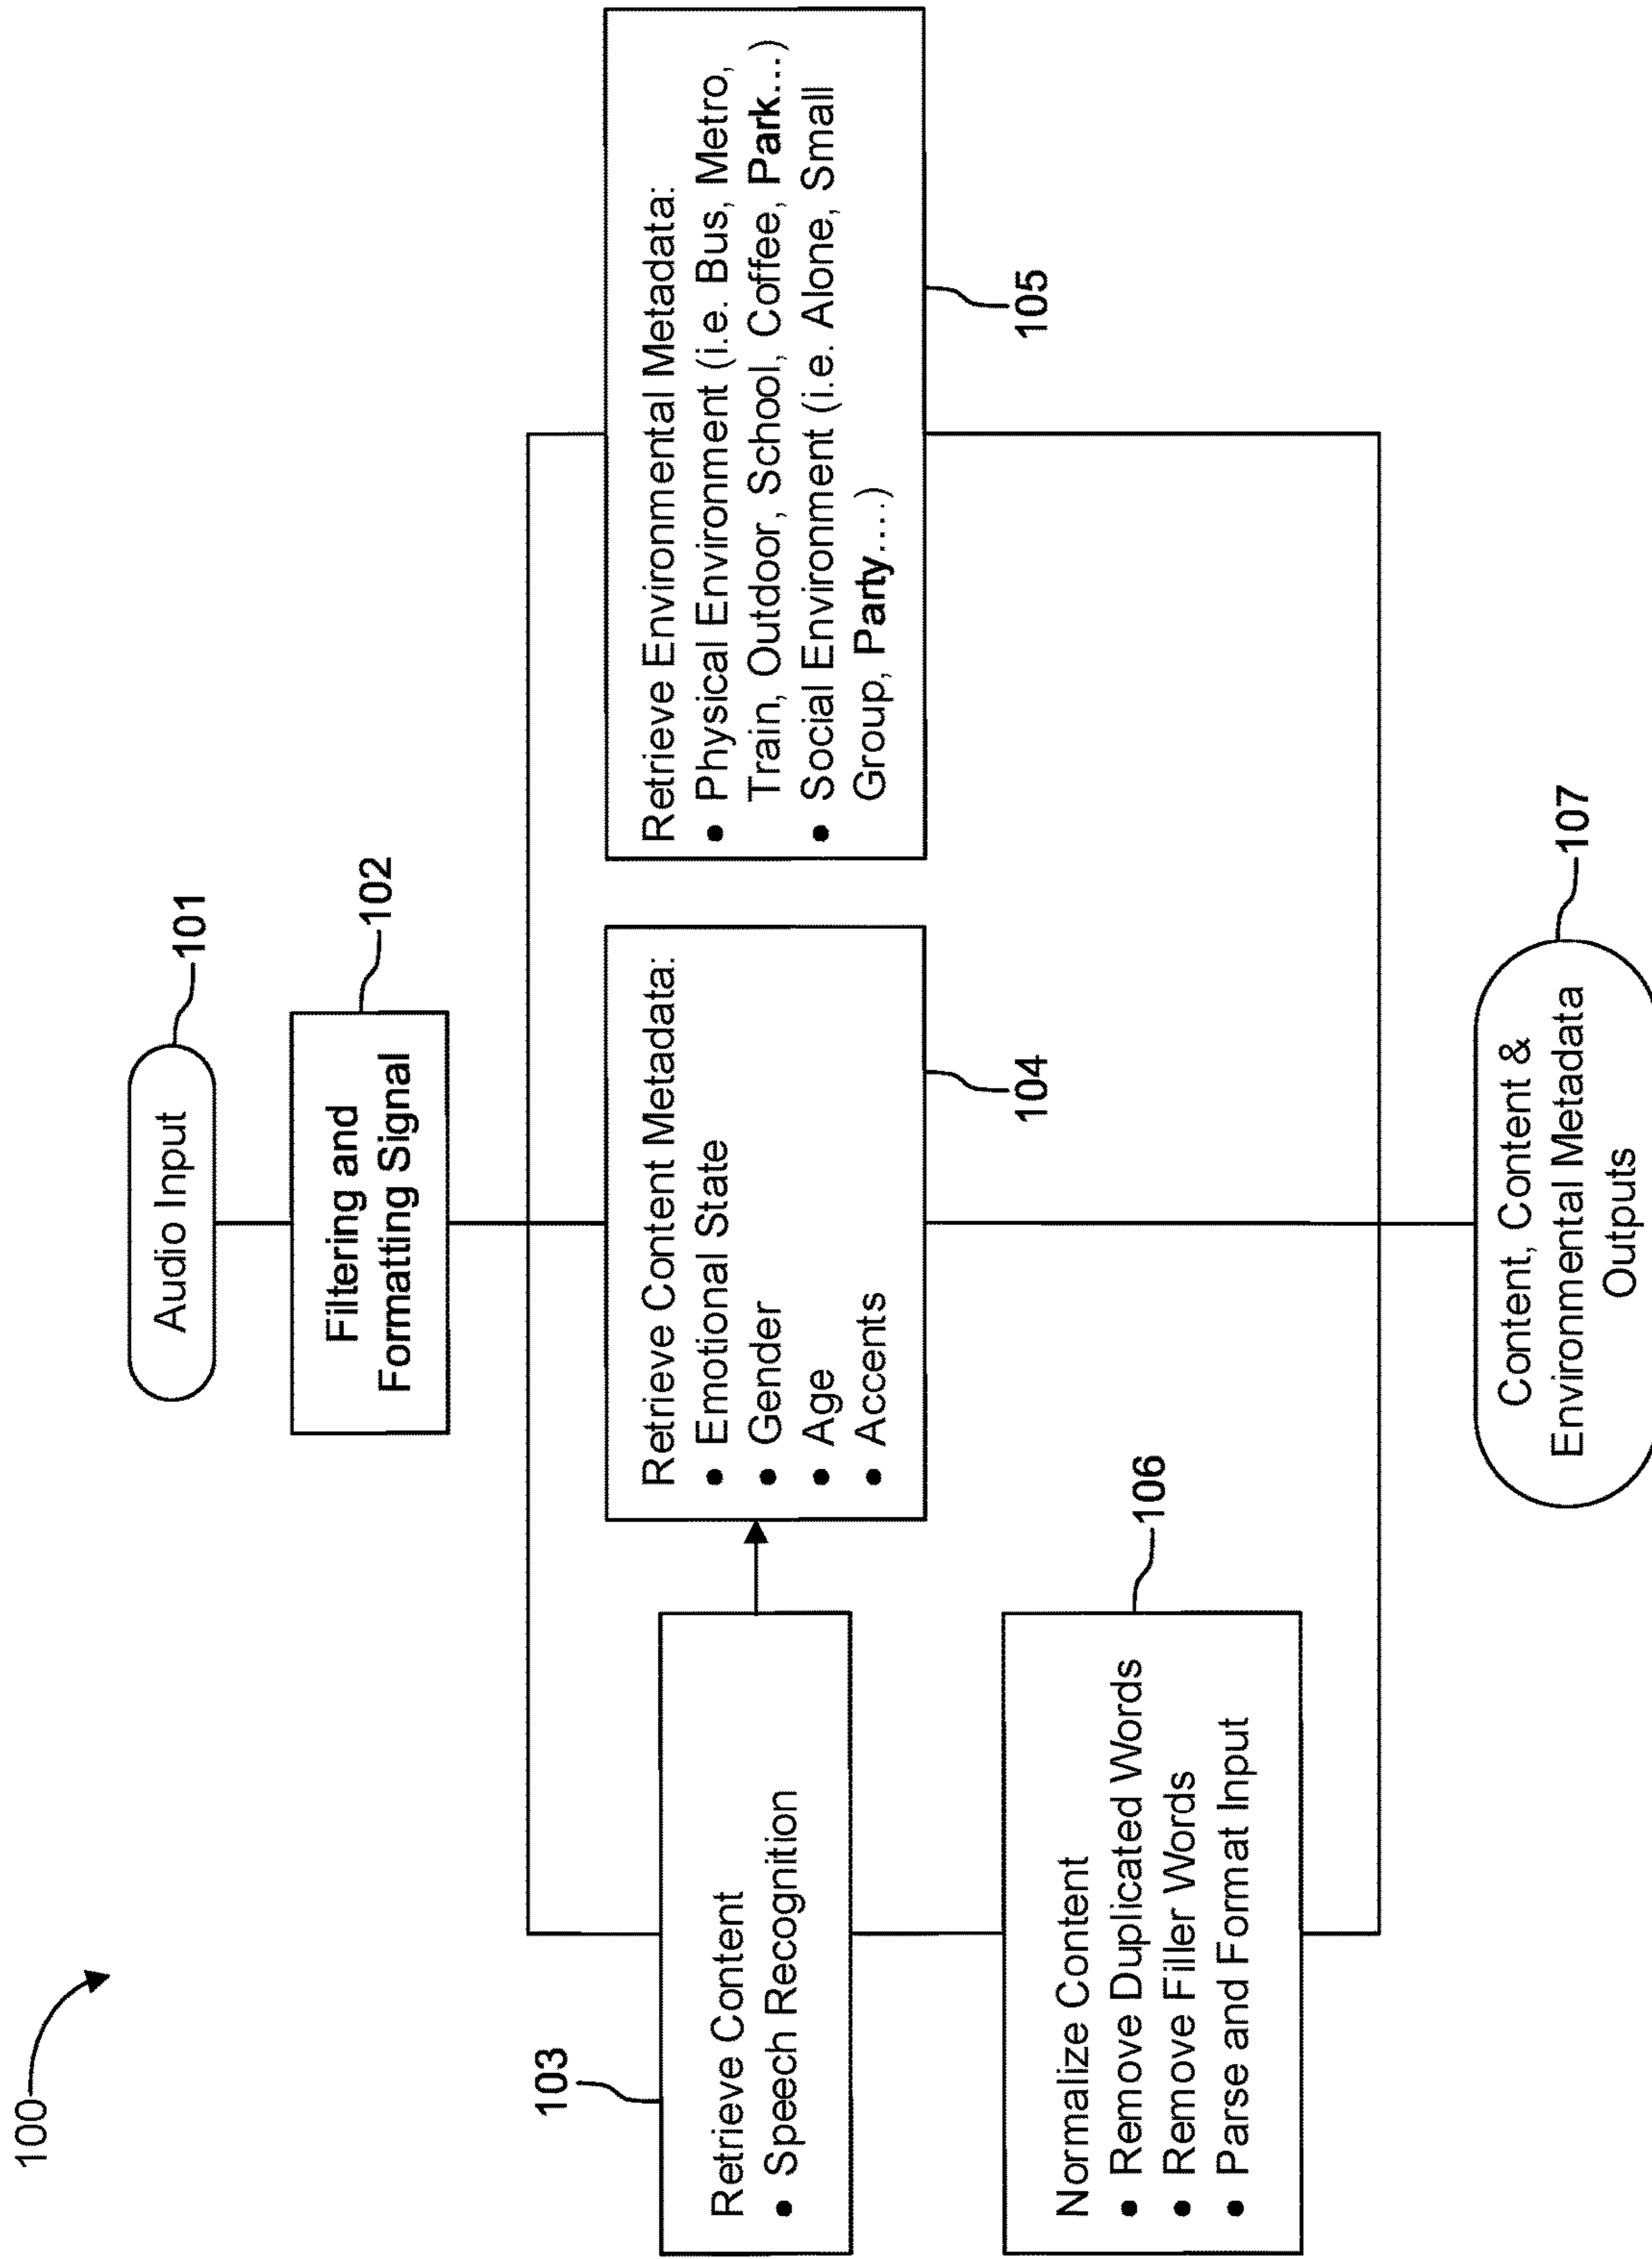 100
Audio Input
101
Filtering and
Formatting Signal
102
103
Retrieve Content
• Speech Recognition
Retrieve Content Metadata:
• Emotional State
• Gender
• Age
• Accents
104
Retrieve Environmental Metadata:
• Physical Environment (i.e. Bus, Metro,
Train, Outdoor, School, Coffee, Park...)
• Social Environment (i.e. Alone, Small
Group, Party....)
105
Normalize Content
• Remove Duplicated Words
• Remove Filler Words
• Parse and Format Input
106
Content, Content &
Environmental Metadata
Outputs
107